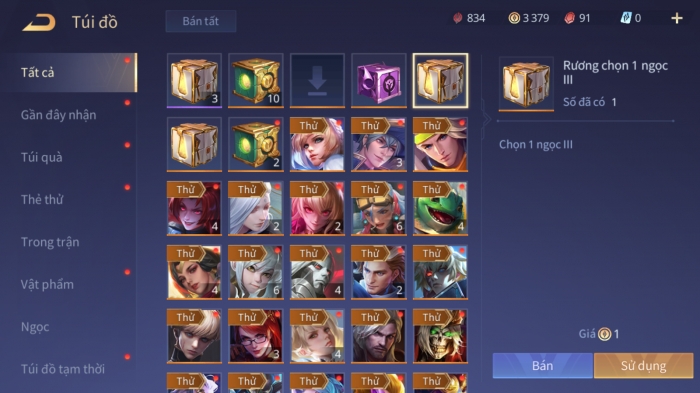 Túi đồ
Bán tất
834
3 379
91
0
+
Tất cả
Gần đây nhận
Túi quà
Thẻ thử
Trong trận
Vật phẩm
Ngọc
Túi đồ tạm thời
3
10
2
Thử
Thử
3
Thử
Thử
4
Thử
2
Thử
2
Thử
6
Thử
4
Thử
4
Thử
6
Thử
4
Thử
2
Thử
Thử
Thử
3
Thử
4
Thử
Thử
Thử
Thử
Thử
Thử
Thử
Rương chọn 1 ngọc
III
Số đã có 1
Chọn 1 ngọc III
Giá 1
Bán
Sử dụng